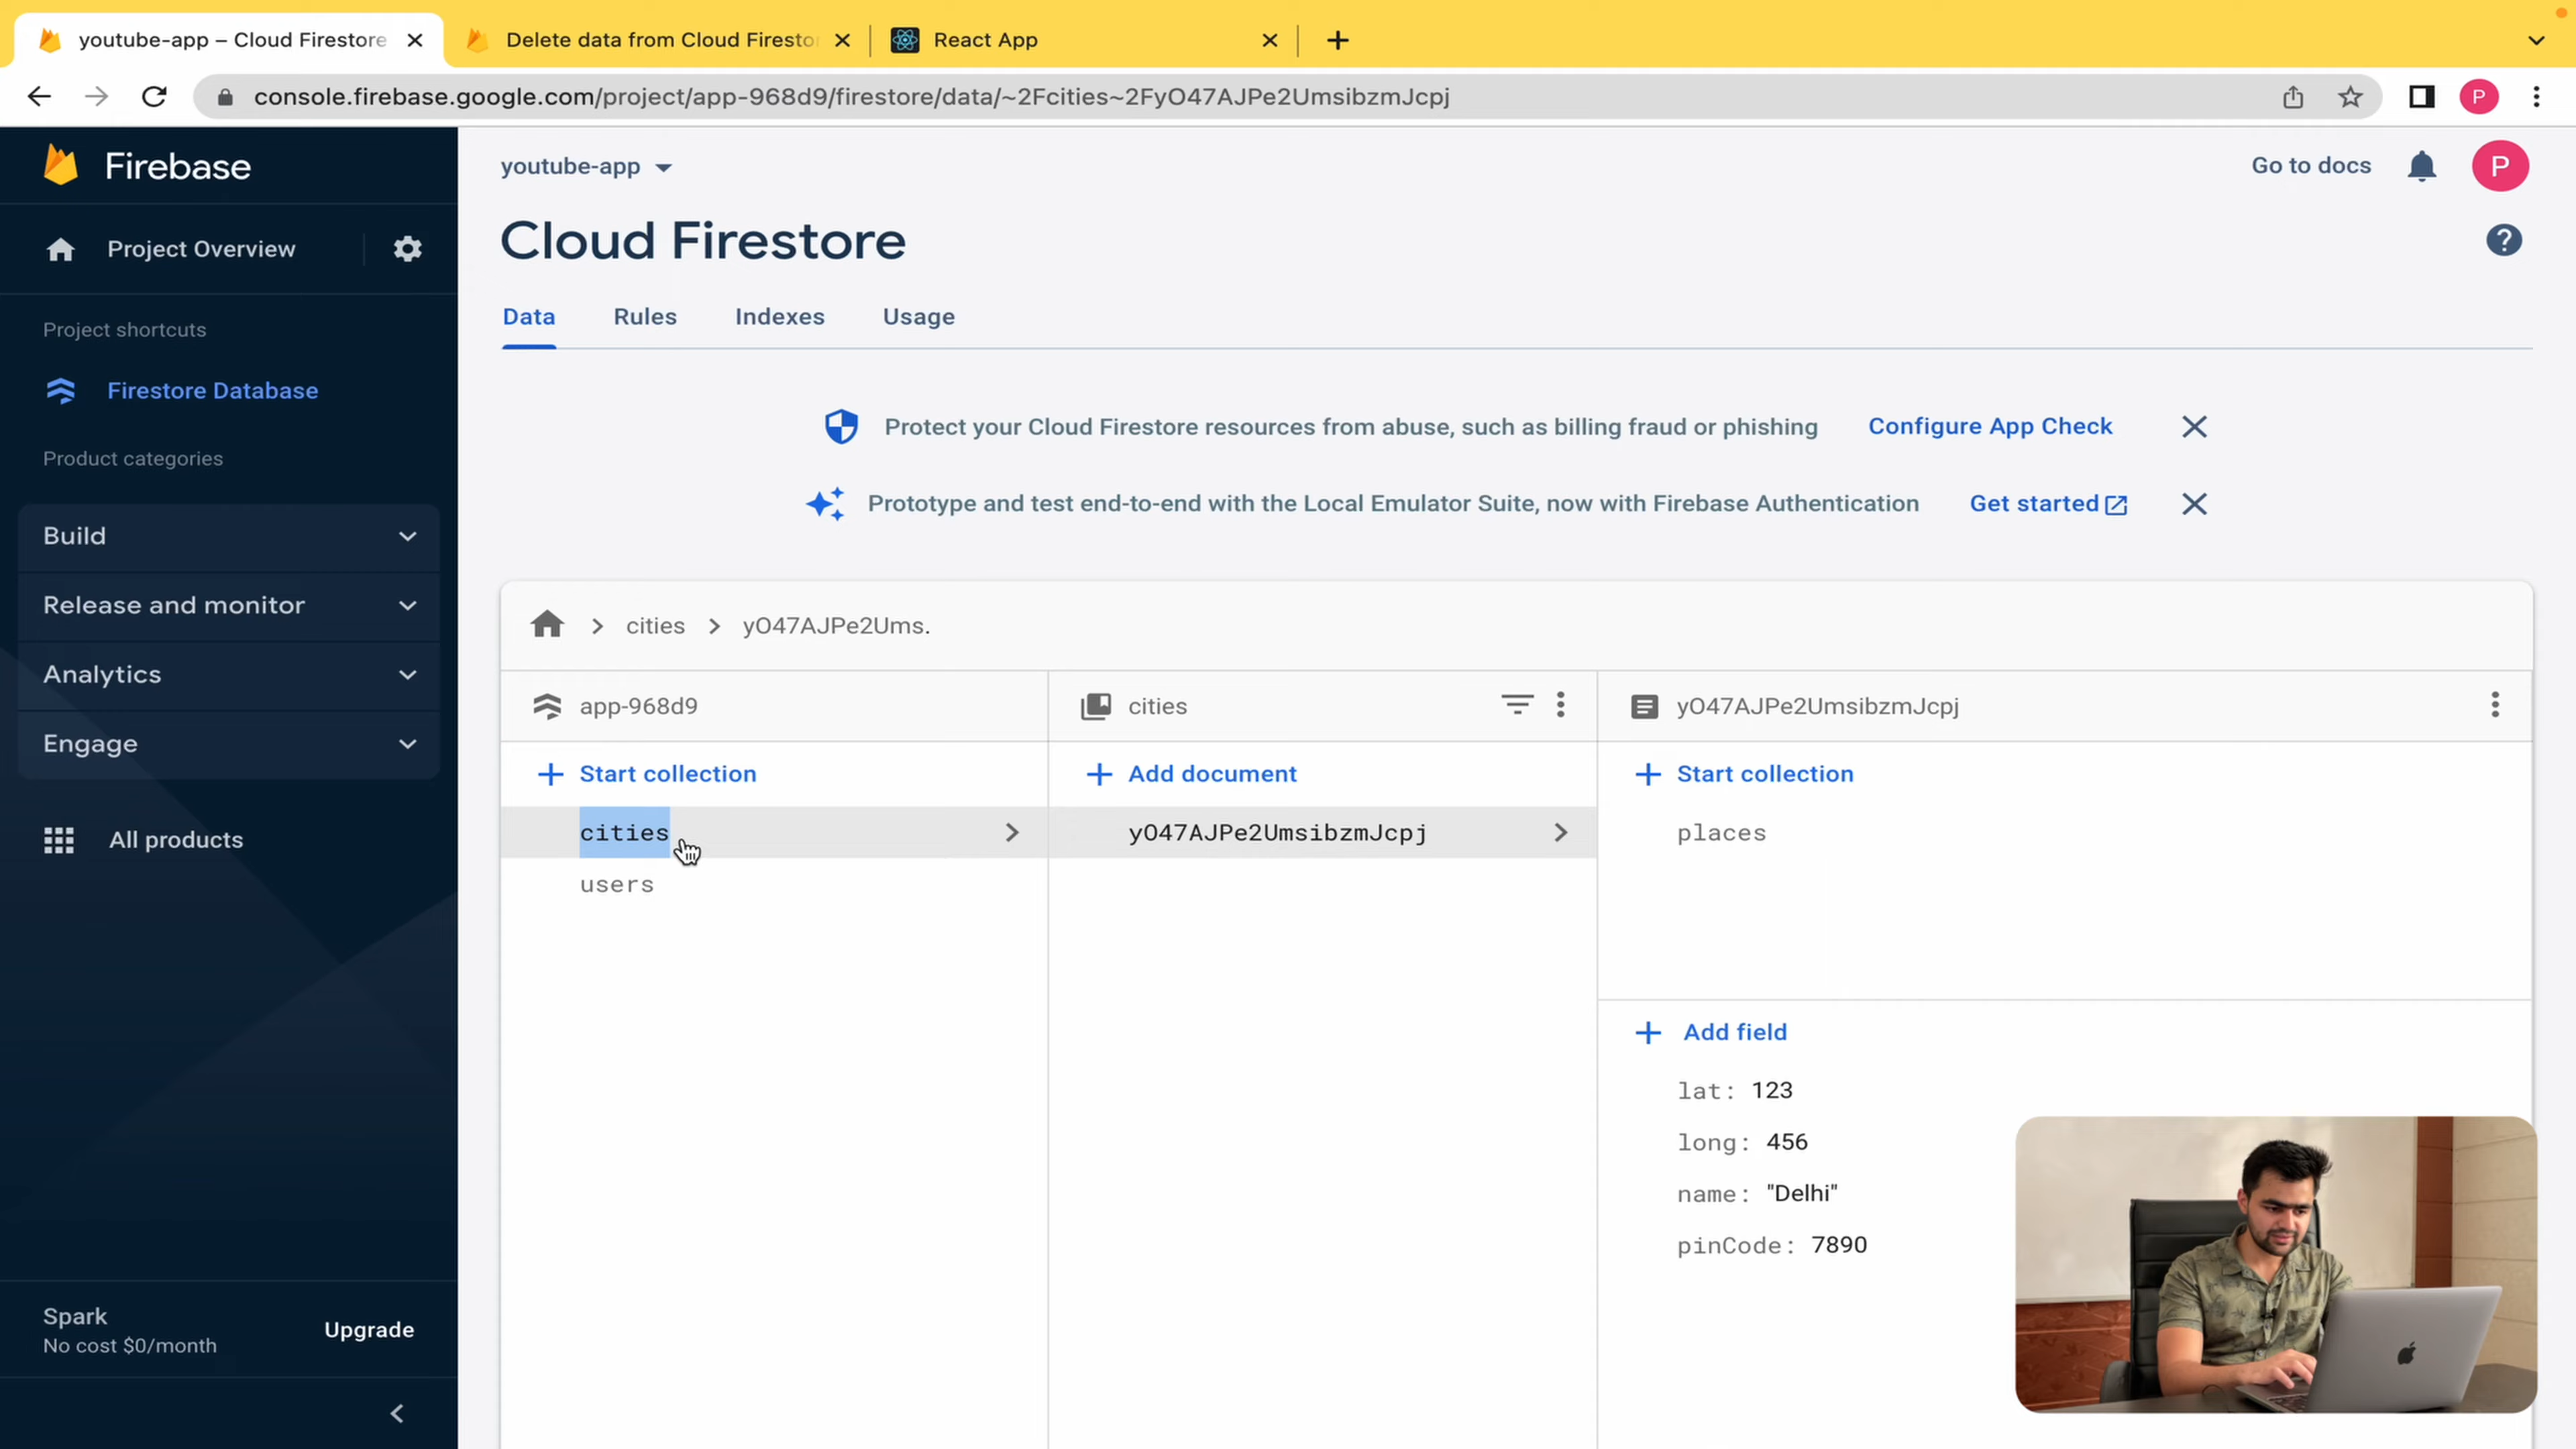 youtube-app – Cloud Firestore
Delete data from Cloud Firesto
React App
console.firebase.google.com/project/app-968d9/firestore/data/~2Fcities~2FyO47AJPe2UmsibzmJcpj
P
Firebase
Project Overview
Project shortcuts
Firestore Database
Product categories
Build
Release and monitor
Analytics
Engage
All products
Spark
No cost $0/month
Upgrade
youtube-app
Go to docs
P
Cloud Firestore
Data
Rules
Indexes
Usage
Protect your Cloud Firestore resources from abuse, such as billing fraud or phishing
Configure App Check
Prototype and test end-to-end with the Local Emulator Suite, now with Firebase Authentication
Get started
cities
yO47AJPe2Ums.
app-968d9
Start collection
cities
users
cities
Add document
yO47AJPe2UmsibzmJcpj
yO47AJPe2UmsibzmJcpj
Start collection
places
Add field
lat: 123
long: 456
name: "Delhi"
pinCode: 7890